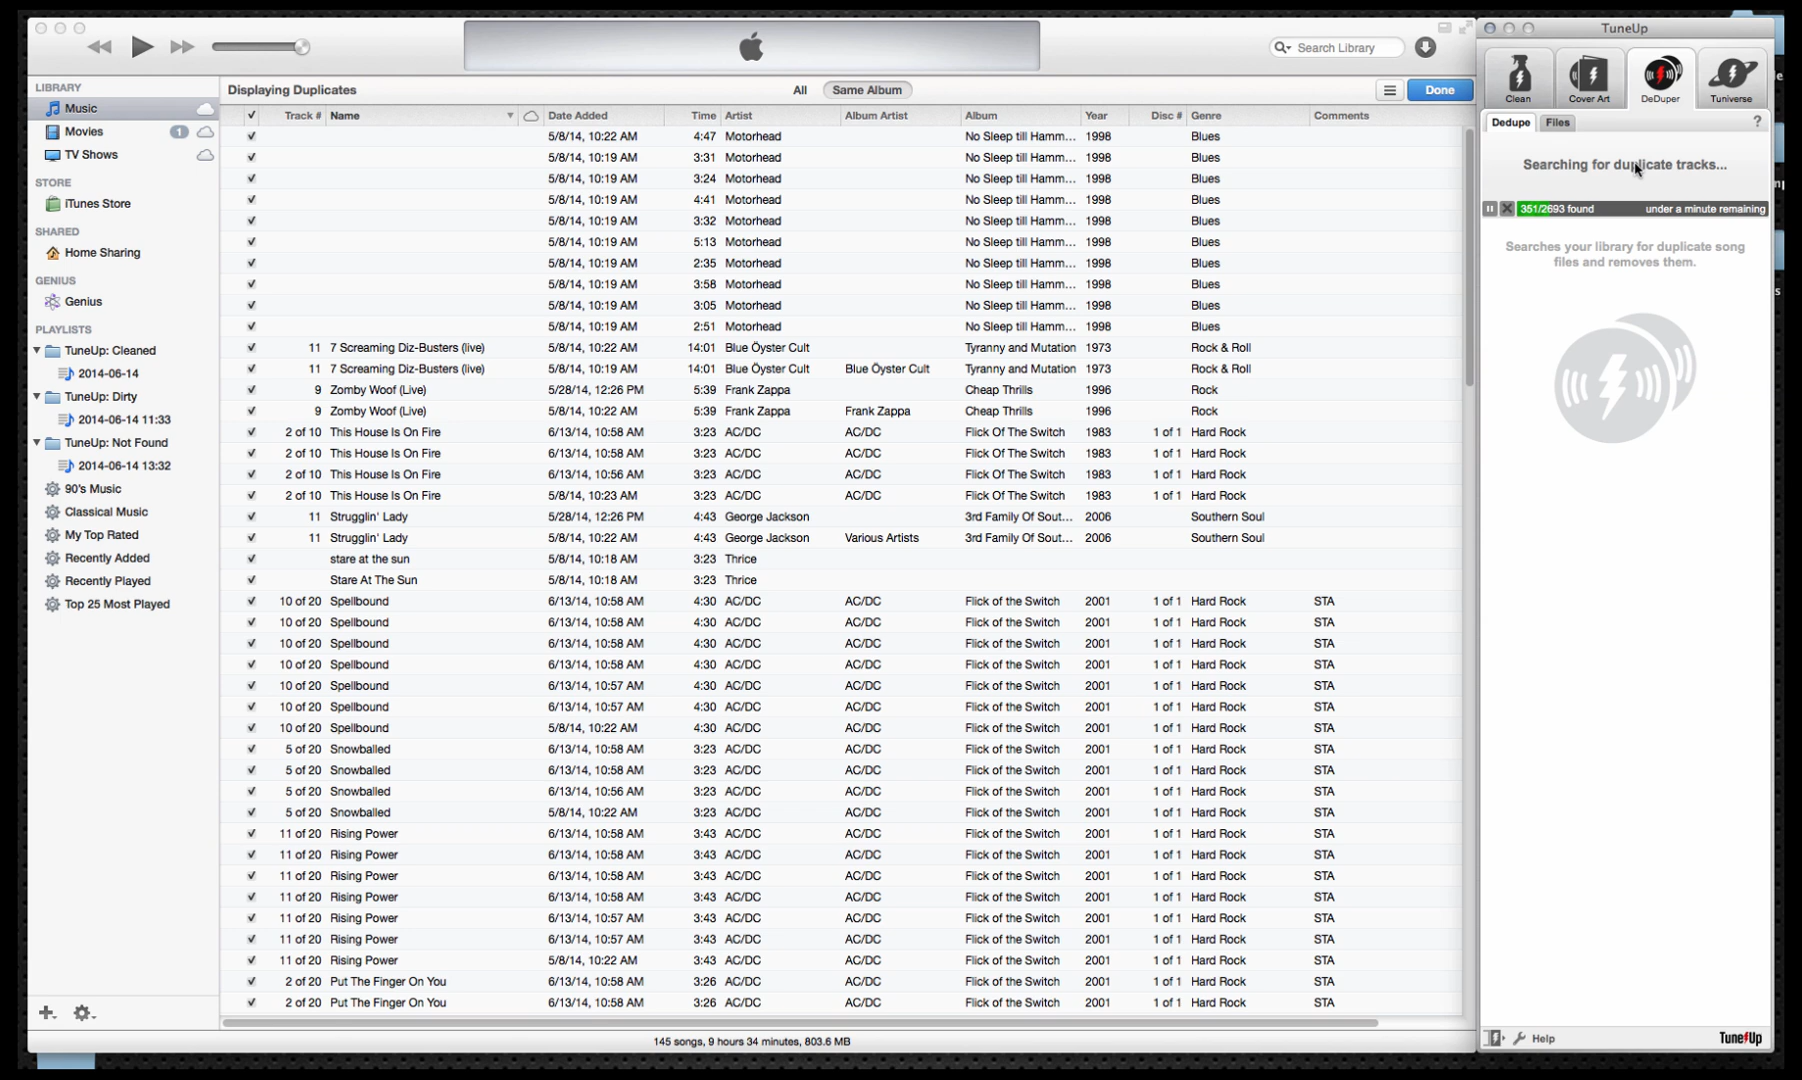 Search Library
TuneUp
LIBRARY
Music
Movies 1
TV Shows
STORE
iTunes Store
SHARED
Home Sharing
GENIUS
Genius
PLAYLISTS
TuneUp: Cleaned
2014-06-14
TuneUp: Dirty
2014-06-14 11:33
TuneUp: Not Found
2014-06-14 13:32
90's Music
Classical Music
My Top Rated
Recently Added
Recently Played
Top 25 Most Played
Displaying Duplicates All Same Album Done
Track # Name Date Added Time Artist Album Artist Album Year Disc # Genre Comments
5/8/14, 10:22 AM 4:47 Motorhead No Sleep till Hamm... 1998 Blues
5/8/14, 10:19 AM 3:31 Motorhead No Sleep till Hamm... 1998 Blues
5/8/14, 10:19 AM 3:24 Motorhead No Sleep till Hamm... 1998 Blues
5/8/14, 10:19 AM 4:41 Motorhead No Sleep till Hamm... 1998 Blues
5/8/14, 10:19 AM 3:32 Motorhead No Sleep till Hamm... 1998 Blues
5/8/14, 10:19 AM 5:13 Motorhead No Sleep till Hamm... 1998 Blues
5/8/14, 10:19 AM 2:35 Motorhead No Sleep till Hamm... 1998 Blues
5/8/14, 10:19 AM 3:58 Motorhead No Sleep till Hamm... 1998 Blues
5/8/14, 10:19 AM 3:05 Motorhead No Sleep till Hamm... 1998 Blues
5/8/14, 10:19 AM 2:51 Motorhead No Sleep till Hamm... 1998 Blues
11 7 Screaming Diz-Busters (live) 5/8/14, 10:22 AM 14:01 Blue Öyster Cult Tyranny and Mutation 1973 Rock & Roll
11 7 Screaming Diz-Busters (live) 5/8/14, 10:19 AM 14:01 Blue Öyster Cult Blue Öyster Cult Tyranny and Mutation 1973 Rock & Roll
9 Zomby Woof (Live) 5/28/14, 12:26 PM 5:39 Frank Zappa Cheap Thrills 1996 Rock
9 Zomby Woof (Live) 5/8/14, 10:22 AM 5:39 Frank Zappa Frank Zappa Cheap Thrills 1996 Rock
2 of 10 This House Is On Fire 6/13/14, 10:58 AM 3:23 AC/DC AC/DC Flick Of The Switch 1983 1 of 1 Hard Rock
2 of 10 This House Is On Fire 6/13/14, 10:58 AM 3:23 AC/DC AC/DC Flick Of The Switch 1983 1 of 1 Hard Rock
2 of 10 This House Is On Fire 6/13/14, 10:56 AM 3:23 AC/DC AC/DC Flick Of The Switch 1983 1 of 1 Hard Rock
2 of 10 This House Is On Fire 5/8/14, 10:23 AM 3:23 AC/DC AC/DC Flick Of The Switch 1983 1 of 1 Hard Rock
11 Strugglin' Lady 5/28/14, 12:26 PM 4:43 George Jackson 3rd Family Of Sout... 2006 Southern Soul
11 Strugglin' Lady 5/8/14, 10:22 AM 4:43 George Jackson Various Artists 3rd Family Of Sout... 2006 Southern Soul
stare at the sun 5/8/14, 10:18 AM 3:23 Thrice
Stare At The Sun 5/8/14, 10:18 AM 3:23 Thrice
10 of 20 Spellbound 6/13/14, 10:58 AM 4:30 AC/DC AC/DC Flick of the Switch 2001 1 of 1 Hard Rock STA
10 of 20 Spellbound 6/13/14, 10:58 AM 4:30 AC/DC AC/DC Flick of the Switch 2001 1 of 1 Hard Rock STA
10 of 20 Spellbound 6/13/14, 10:58 AM 4:30 AC/DC AC/DC Flick of the Switch 2001 1 of 1 Hard Rock STA
10 of 20 Spellbound 6/13/14, 10:58 AM 4:30 AC/DC AC/DC Flick of the Switch 2001 1 of 1 Hard Rock STA
10 of 20 Spellbound 6/13/14, 10:57 AM 4:30 AC/DC AC/DC Flick of the Switch 2001 1 of 1 Hard Rock STA
10 of 20 Spellbound 6/13/14, 10:57 AM 4:30 AC/DC AC/DC Flick of the Switch 2001 1 of 1 Hard Rock STA
10 of 20 Spellbound 5/8/14, 10:22 AM 4:30 AC/DC AC/DC Flick of the Switch 2001 1 of 1 Hard Rock STA
5 of 20 Snowballed 6/13/14, 10:58 AM 3:23 AC/DC AC/DC Flick of the Switch 2001 1 of 1 Hard Rock STA
5 of 20 Snowballed 6/13/14, 10:58 AM 3:23 AC/DC AC/DC Flick of the Switch 2001 1 of 1 Hard Rock STA
5 of 20 Snowballed 6/13/14, 10:56 AM 3:23 AC/DC AC/DC Flick of the Switch 2001 1 of 1 Hard Rock STA
5 of 20 Snowballed 5/8/14, 10:22 AM 3:23 AC/DC AC/DC Flick of the Switch 2001 1 of 1 Hard Rock STA
11 of 20 Rising Power 6/13/14, 10:58 AM 3:43 AC/DC AC/DC Flick of the Switch 2001 1 of 1 Hard Rock STA
11 of 20 Rising Power 6/13/14, 10:58 AM 3:43 AC/DC AC/DC Flick of the Switch 2001 1 of 1 Hard Rock STA
11 of 20 Rising Power 6/13/14, 10:58 AM 3:43 AC/DC AC/DC Flick of the Switch 2001 1 of 1 Hard Rock STA
11 of 20 Rising Power 6/13/14, 10:58 AM 3:43 AC/DC AC/DC Flick of the Switch 2001 1 of 1 Hard Rock STA
11 of 20 Rising Power 6/13/14, 10:57 AM 3:43 AC/DC AC/DC Flick of the Switch 2001 1 of 1 Hard Rock STA
11 of 20 Rising Power 6/13/14, 10:57 AM 3:43 AC/DC AC/DC Flick of the Switch 2001 1 of 1 Hard Rock STA
11 of 20 Rising Power 5/8/14, 10:22 AM 3:43 AC/DC AC/DC Flick of the Switch 2001 1 of 1 Hard Rock STA
2 of 20 Put The Finger On You 6/13/14, 10:58 AM 3:26 AC/DC AC/DC Flick of the Switch 2001 1 of 1 Hard Rock STA
2 of 20 Put The Finger On You 6/13/14, 10:58 AM 3:26 AC/DC AC/DC Flick of the Switch 2001 1 of 1 Hard Rock STA
145 songs, 9 hours 34 minutes, 803.6 MB
Clean Cover Art DeDuper Tuniverse
Dedupe Files ?
Searching for duplicate tracks...
351/2693 found under a minute remaining
Searches your library for duplicate song
files and removes them.
Help TuneUp